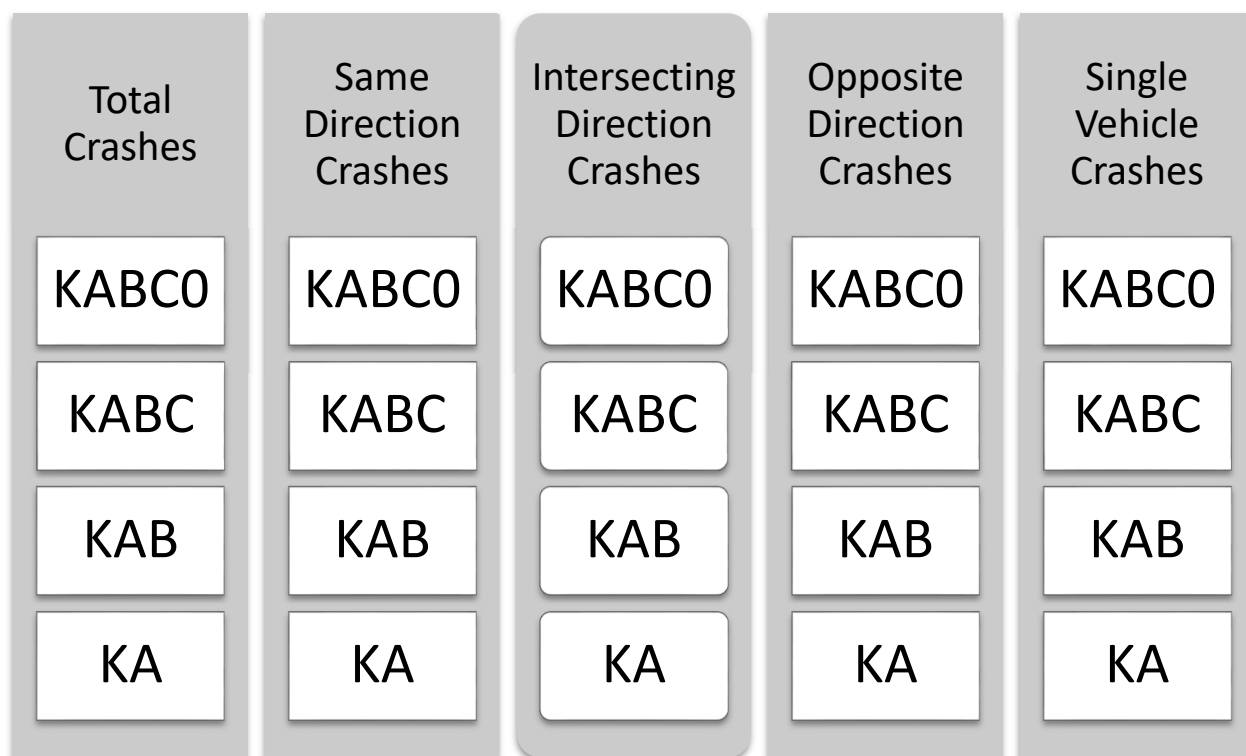 Total
Crashes
KABC0
KABC
KAB
KA
Same
Direction
Crashes
KABC0
KABC
KAB
KA
Intersecting
Direction
Crashes
KABC0
KABC
KAB
KA
Opposite
Direction
Crashes
KABC0
KABC
KAB
KA
Single
Vehicle
Crashes
KABC0
KABC
KAB
KA